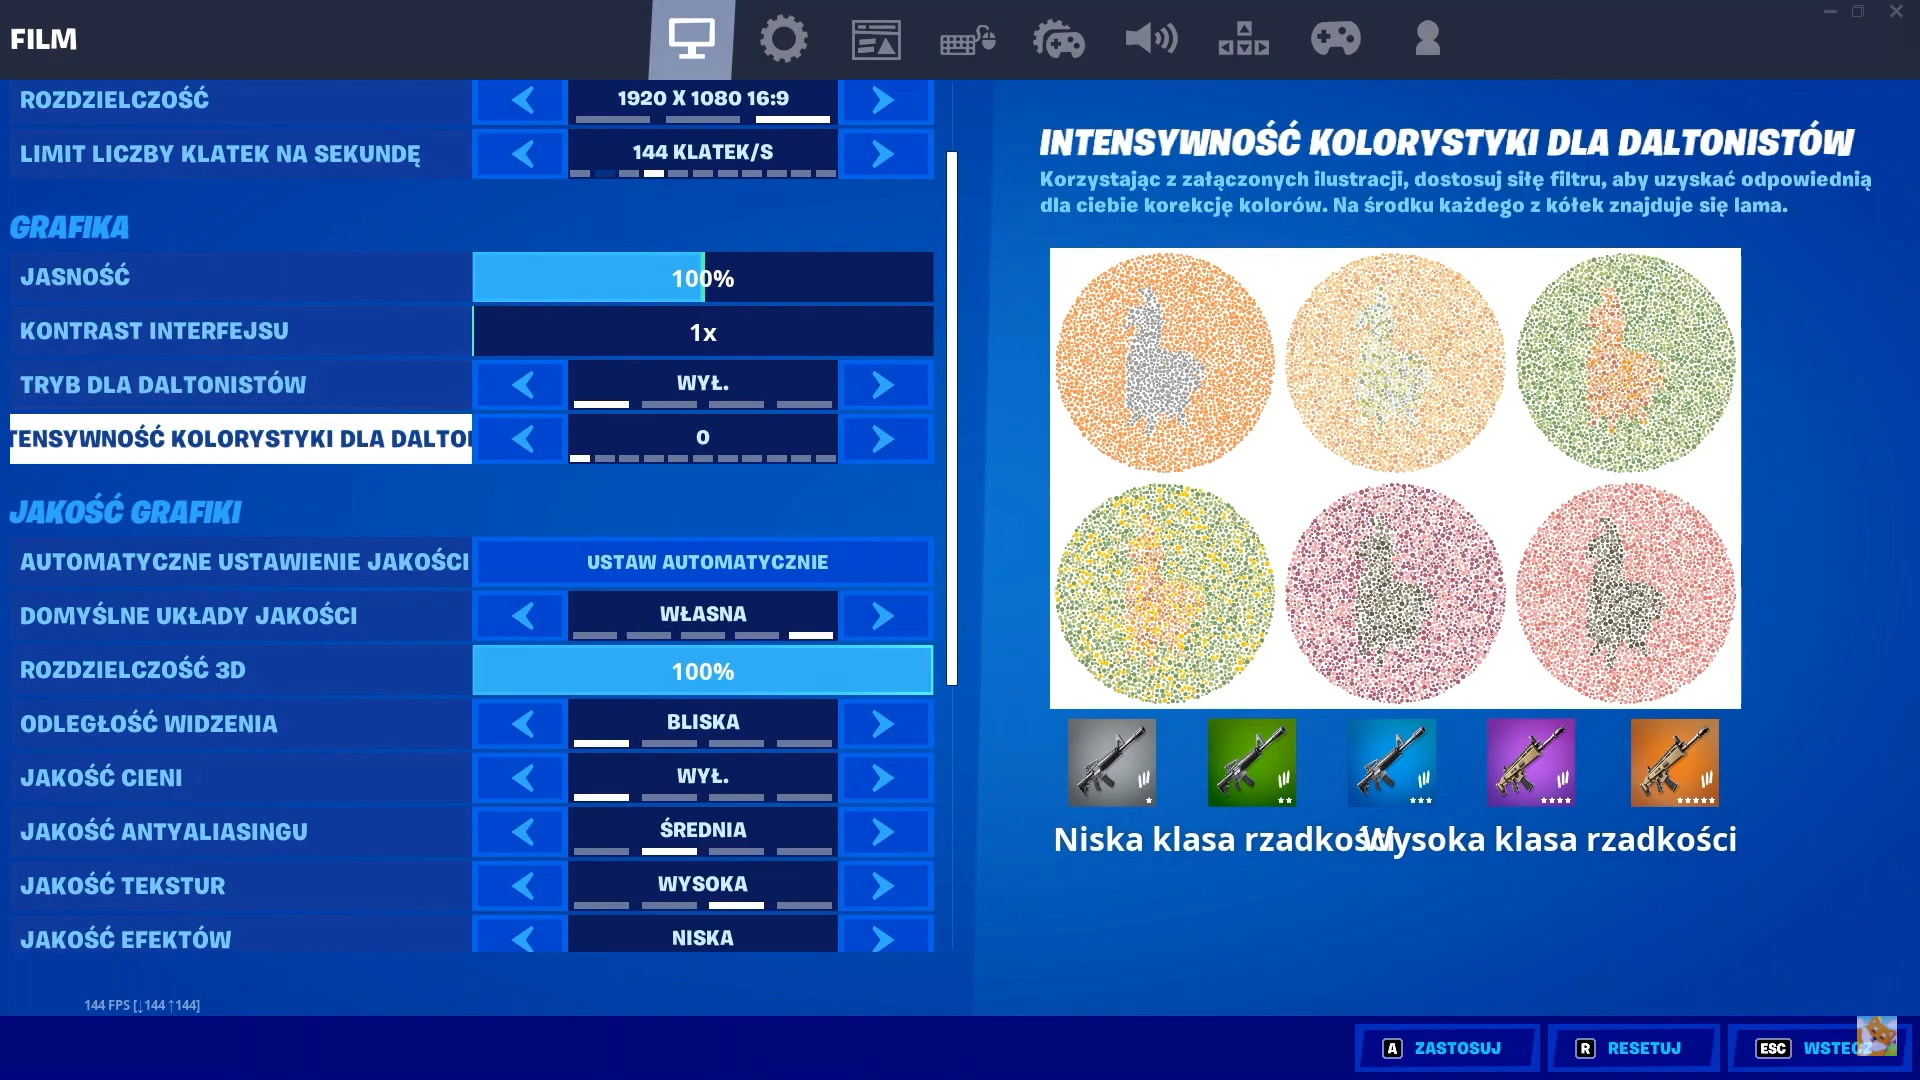 FILM
ROZDZIELCZOŚĆ
1920 X 1080 16:9
LIMIT LICZBY KLATEK NA SEKUNDĘ
144 KLATEK/S
GRAFIKA
JASNOŚĆ
100%
KONTRAST INTERFEJSU
1x
TRYB DLA DALTONISTÓW
WYŁ.
TENSYWNOŚĆ KOLORYSTYKI DLA DALTO
0
JAKOŚĆ GRAFIKI
AUTOMATYCZNE USTAWIENIE JAKOŚCI
USTAW AUTOMATYCZNIE
DOMYŚLNE UKŁADY JAKOŚCI
WŁASNA
ROZDZIELCZOŚĆ 3D
100%
ODLEGŁOŚĆ WIDZENIA
BLISKA
JAKOŚĆ CIENI
WYŁ.
JAKOŚĆ ANTYALIASINGU
ŚREDNIA
JAKOŚĆ TEKSTUR
WYSOKA
JAKOŚĆ EFEKTÓW
NISKA
144 FPS [↓144 ↑144]
INTENSYWNOŚĆ KOLORYSTYKI DLA DALTONISTÓW
Korzystając z załączonych ilustracji, dostosuj siłę filtru, aby uzyskać odpowiednią
dla ciebie korekcję kolorów. Na środku każdego z kółek znajduje się lama.
Niska klasa rzadkości
Wysoka klasa rzadkości
A ZASTOSUJ
R RESETUJ
ESC WSTECZ